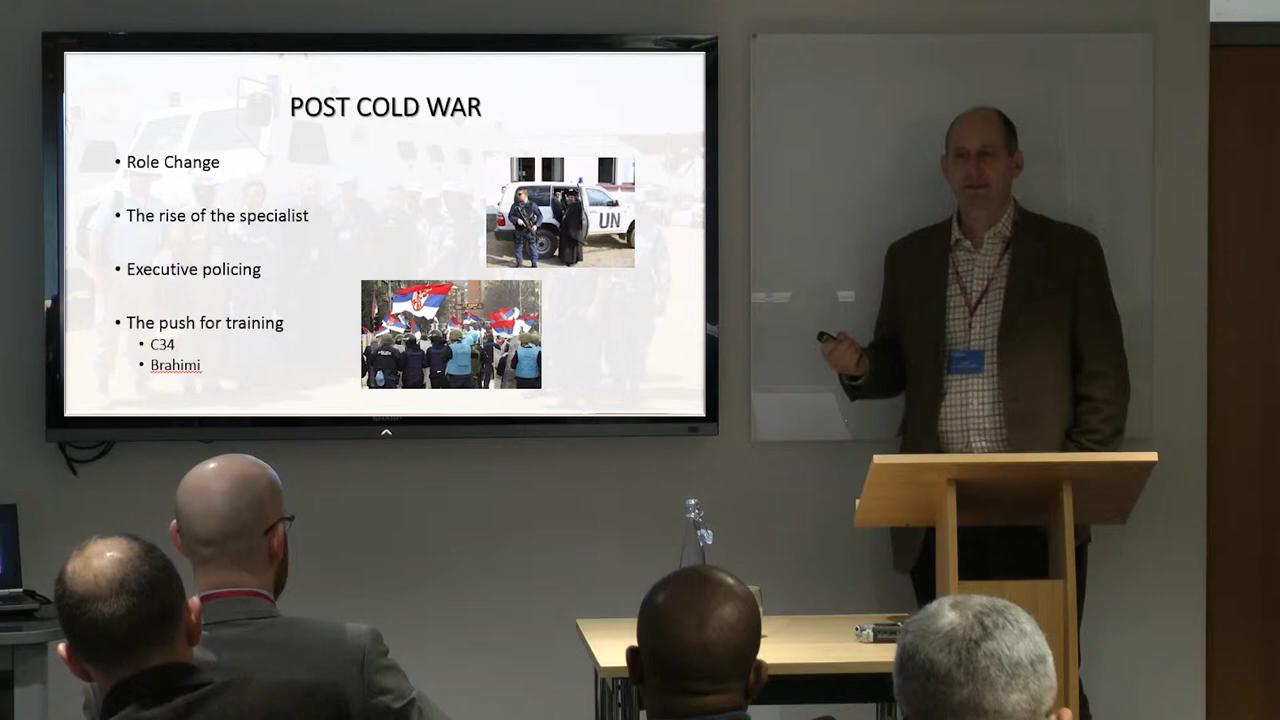 POST COLD WAR
• Role Change
• The rise of the specialist
• Executive policing
• The push for training
• C34
• Brahimi
UN